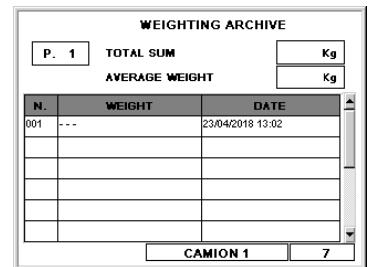 WEIGHTING ARCHIVE
P. 1 TOTAL SUM Kg
AVERAGE WEIGHT Kg
N. WEIGHT DATE
001 --- 23/04/2018 13:02
CAMION 1 7